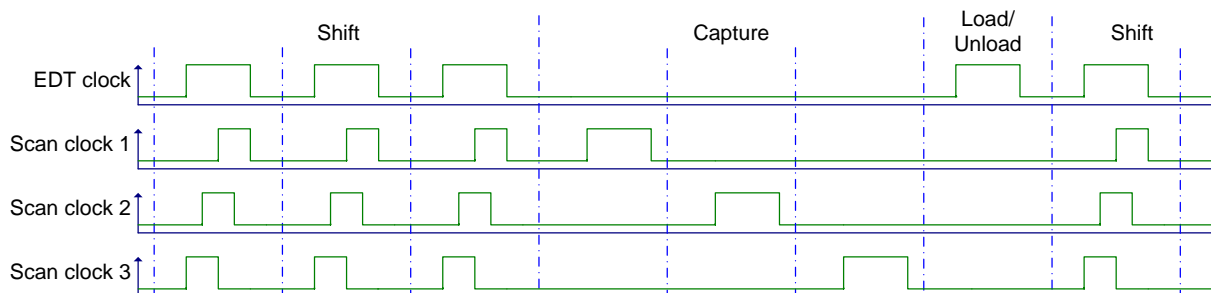 Shift
Capture
Load/
Unload
Shift
EDT clock
Scan clock 1
Scan clock 2
Scan clock 3